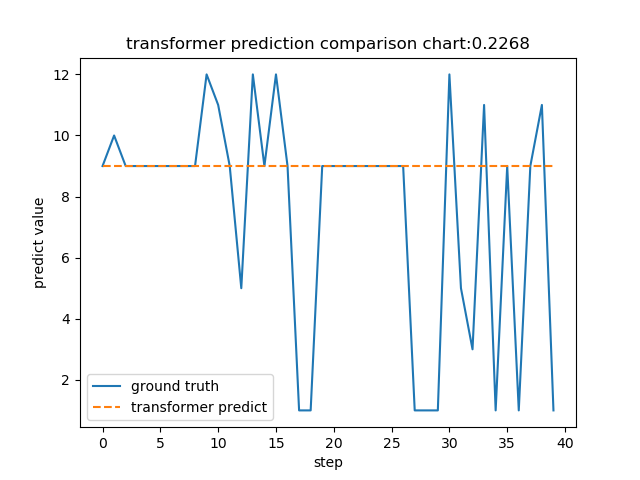 transformer prediction comparison chart:0.2268
12
10
8
6
4
2
predict value
ground truth
transformer predict
0 5 10 15 20 25 30 35 40
step